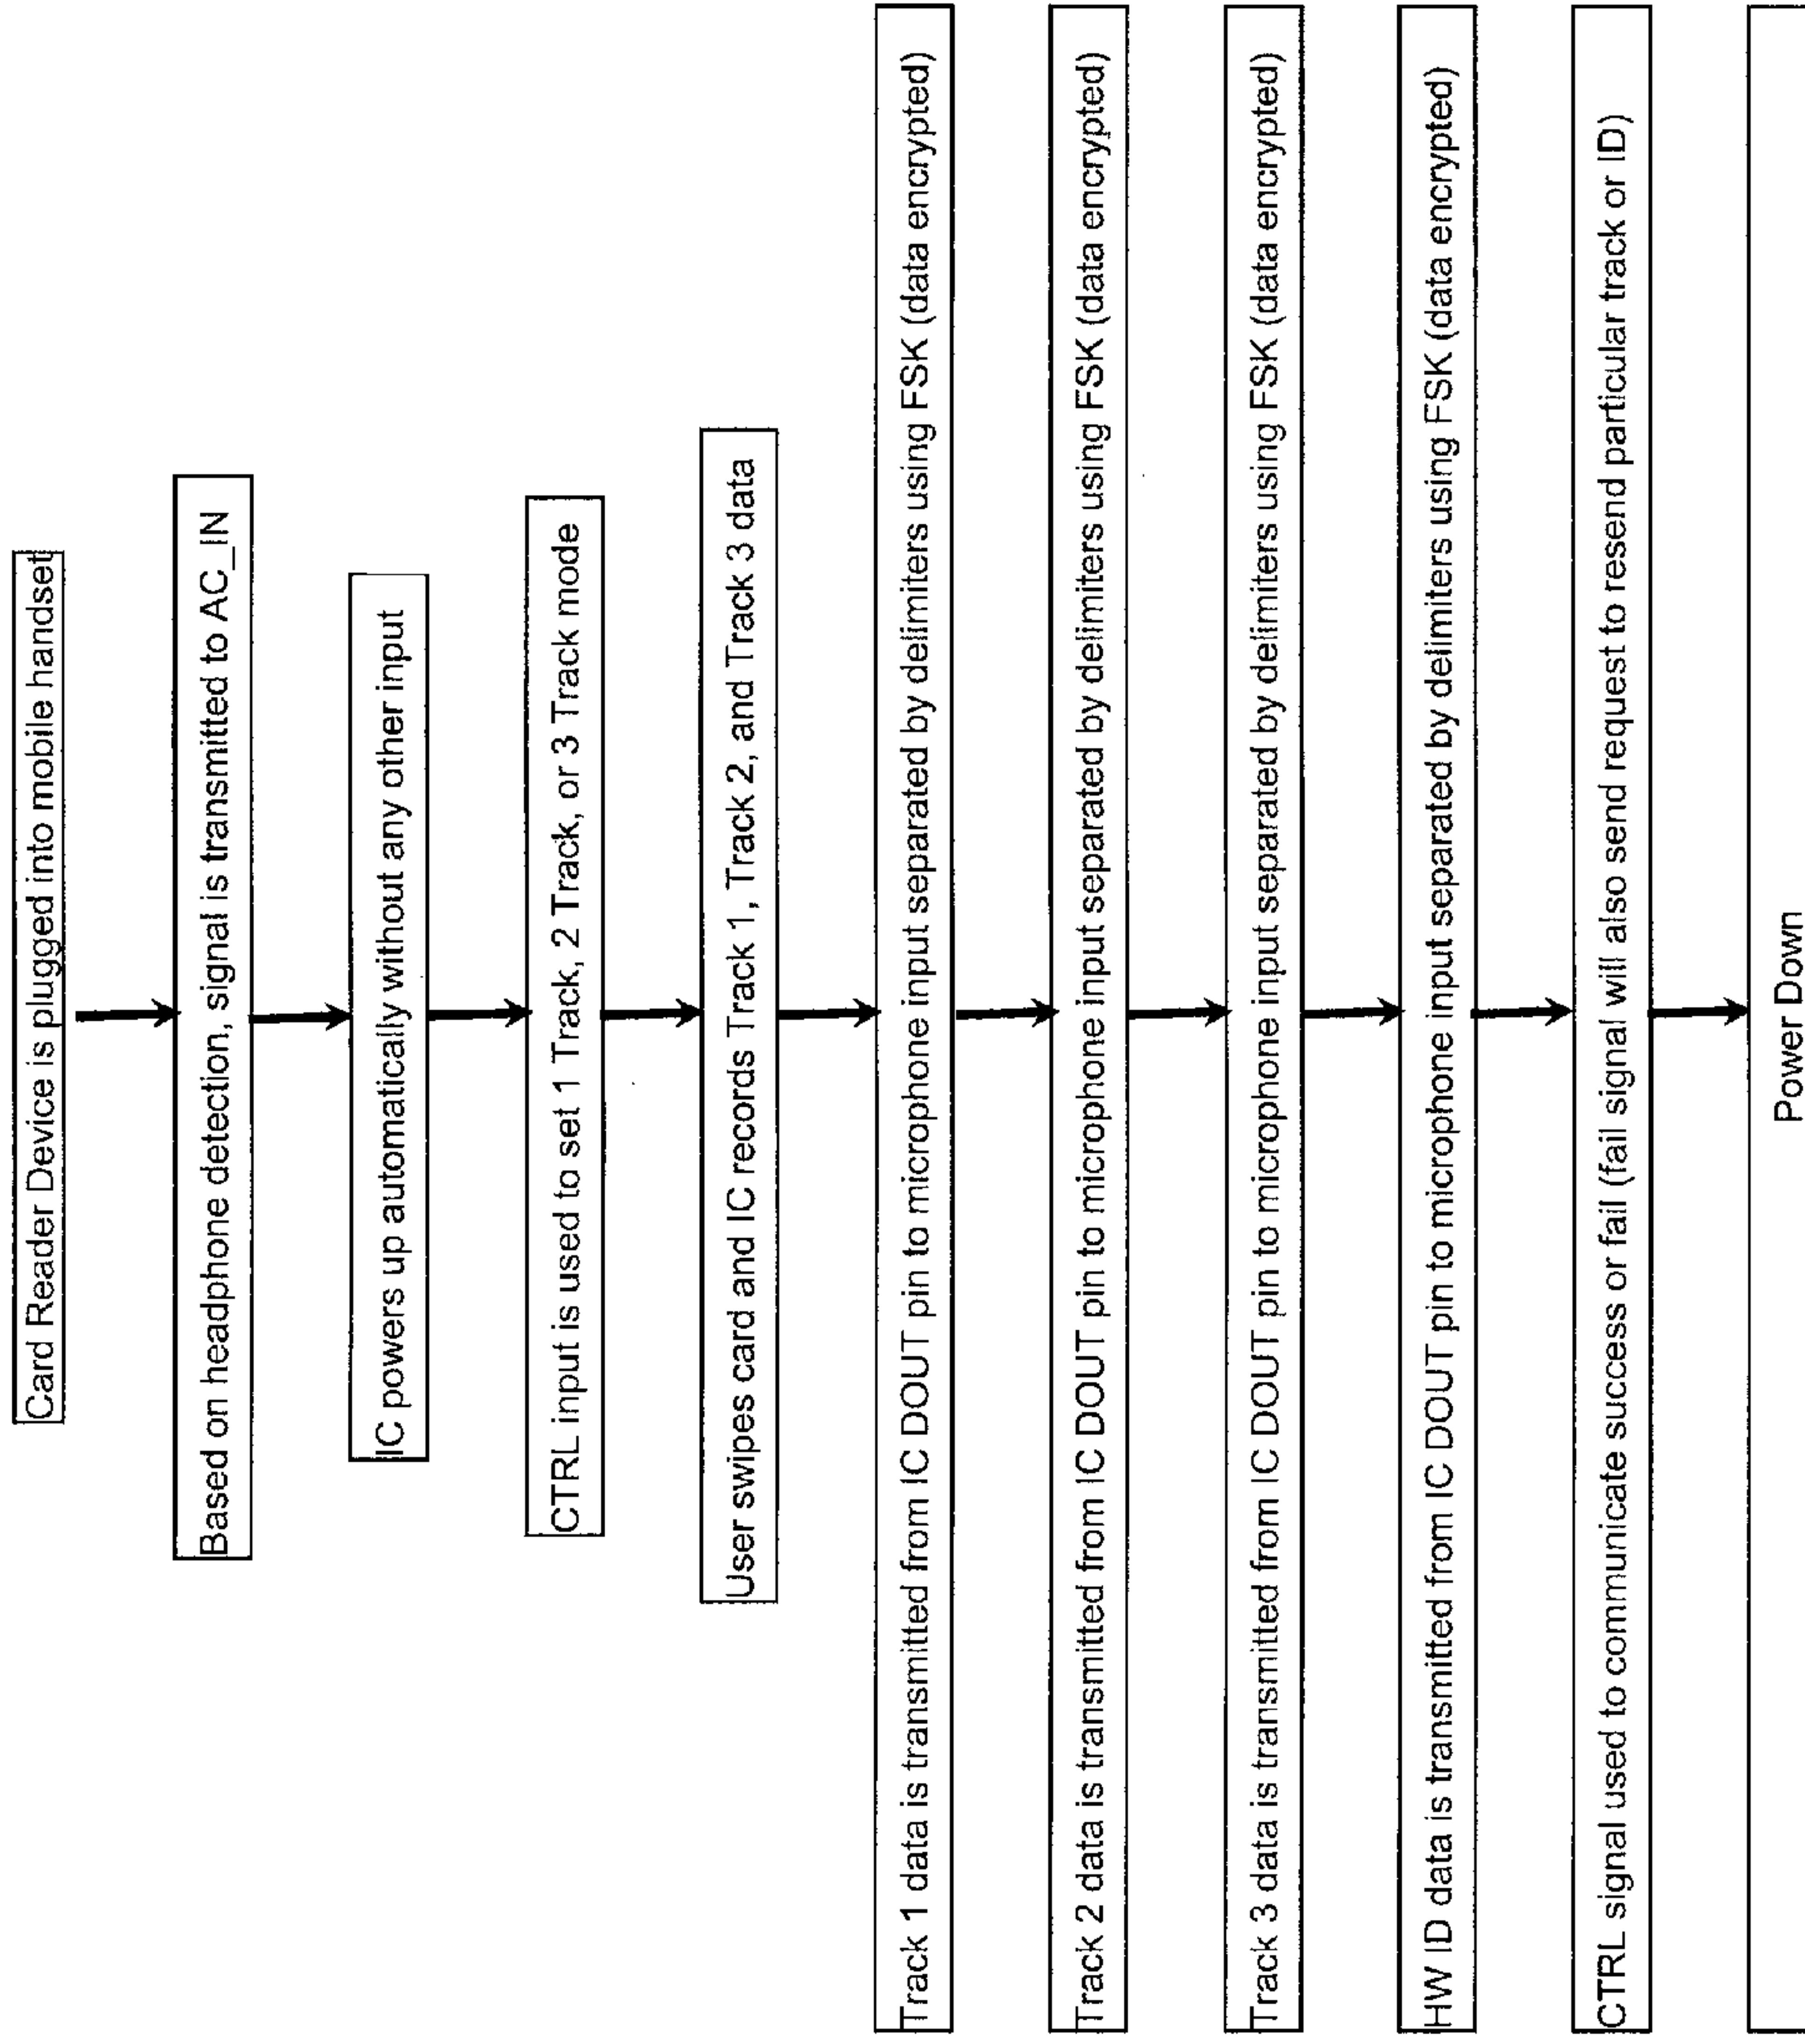 Card Reader Device is plugged into mobile handset
Based on headphone detection, signal is transmitted to AC_IN
IC powers up automatically without any other input
CTRL input is used to set 1 Track, 2 Track, or 3 Track mode
User swipes card and IC records Track 1, Track 2, and Track 3 data
Track 1 data is transmitted from IC DOUT pin to microphone input separated by delimiters using FSK (data encrypted)
Track 2 data is transmitted from IC DOUT pin to microphone input separated by delimiters using FSK (data encrypted)
Track 3 data is transmitted from IC DOUT pin to microphone input separated by delimiters using FSK (data encrypted)
HW ID data is transmitted from IC DOUT pin to microphone input separated by delimiters using FSK (data encrypted)
CTRL signal used to communicate success or fail (fail signal will also send request to resend particular track or ID)
Power Down